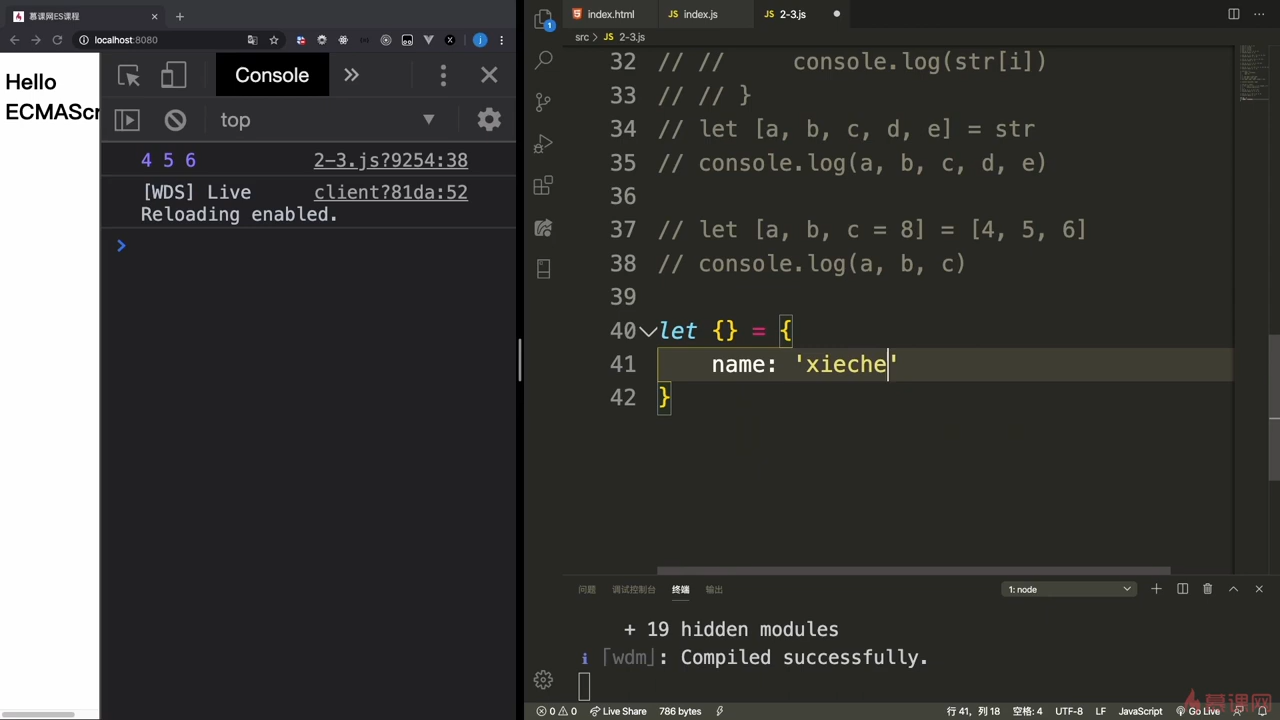 慕课网ES课程
localhost:8080
Hello
ECMAScr
Console
top
4 5 6 2-3.js?9254:38
[WDS] Live client?81da:52
Reloading enabled.
index.html
index.js
2-3.js
src > JS 2-3.js
32 // // console.log(str[i])
33 // // }
34 // let [a, b, c, d, e] = str
35 // console.log(a, b, c, d, e)
36
37 // let [a, b, c = 8] = [4, 5, 6]
38 // console.log(a, b, c)
39
40 let {} = {
41 name: 'xieche'
42 }
问题 调试控制台 终端 输出 1: node
+ 19 hidden modules
i ｢wdm｣: Compiled successfully.
0 0 Live Share 786 bytes 行 41, 列 18 空格: 4 UTF-8 LF JavaScript Go Live
慕课网